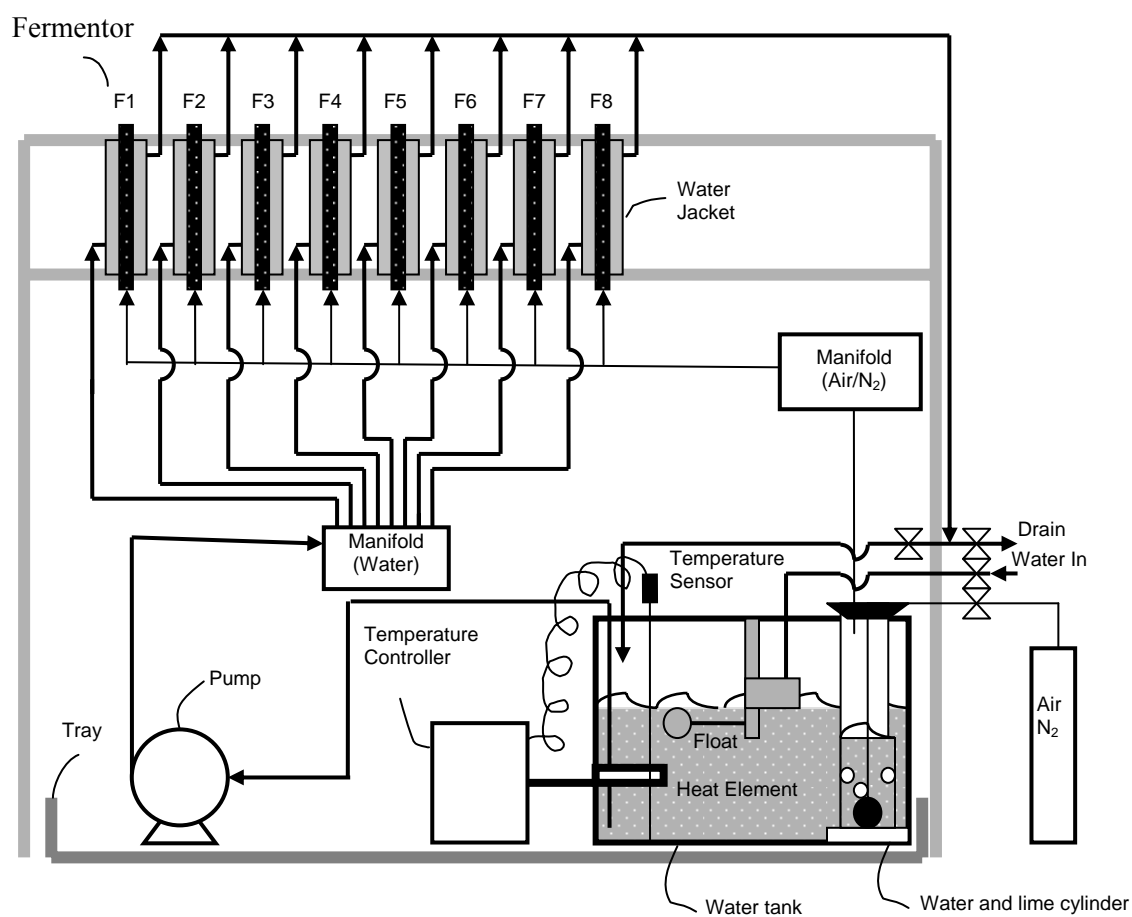 Fermentor
F1 F2 F3 F4 F5 F6 F7 F8
Water
Jacket
Manifold
(Air/N₂)
Manifold
(Water)
Temperature
Sensor
Drain
Water In
Temperature
Controller
Pump
Tray
Float
Heat Element
Air
N₂
Water tank
Water and lime cylinder